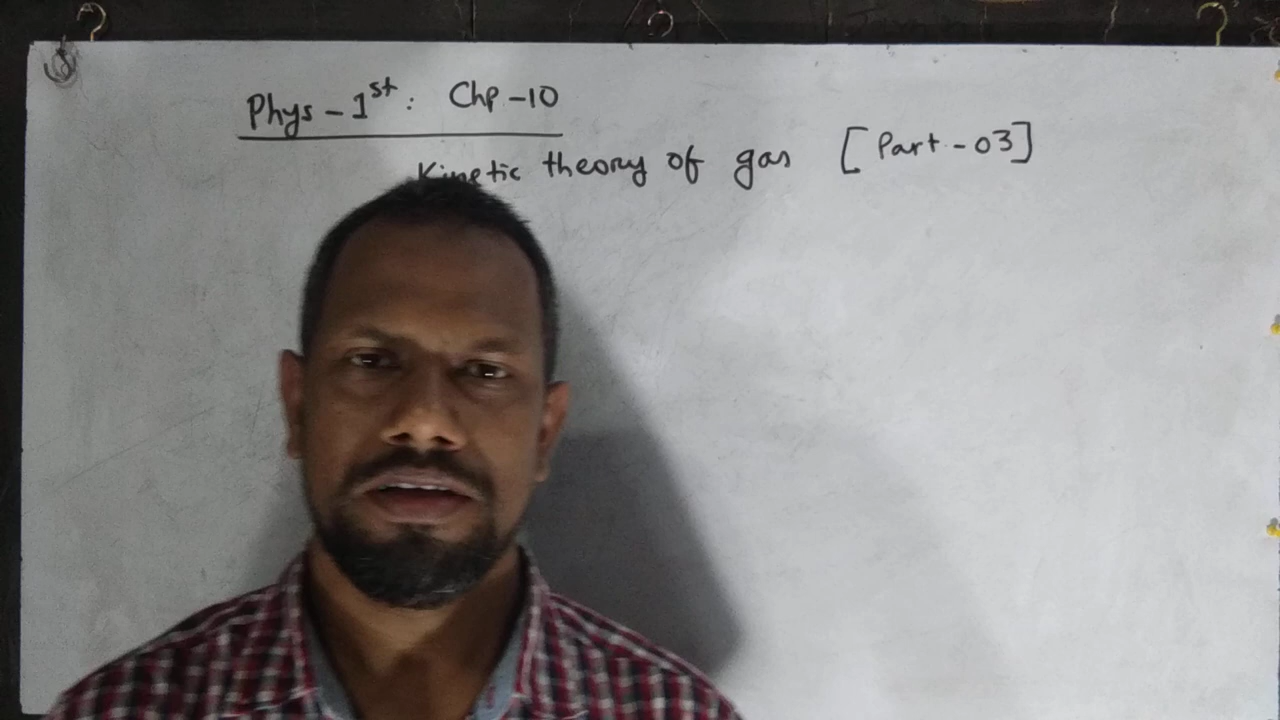 Phys - 1st : Chp - 10
Kinetic theory of gas [Part - 03]